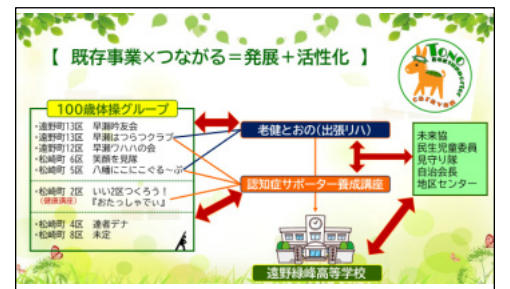 【 既存事業×つながる＝発展＋活性化 】
TONO
caravan
100歳体操グループ
・遠野町13区 早瀬吟友会
・遠野町13区 早瀬はつらつクラブ
・遠野町12区 早瀬ワハハの会
・松崎町 6区 笑顔を見隊
・松崎町 5区 八幡にこにこぐる～ぷ
・松崎町 2区 いい2区つくろう！
(健康講座) 『おたっしゃでぃ』
・松崎町 4区 達者デナ
・松崎町 8区 未定
老健とおの(出張リハ)
認知症サポーター養成講座
遠野緑峰高等学校
未来協
民生児童委員
見守り隊
自治会長
地区センター